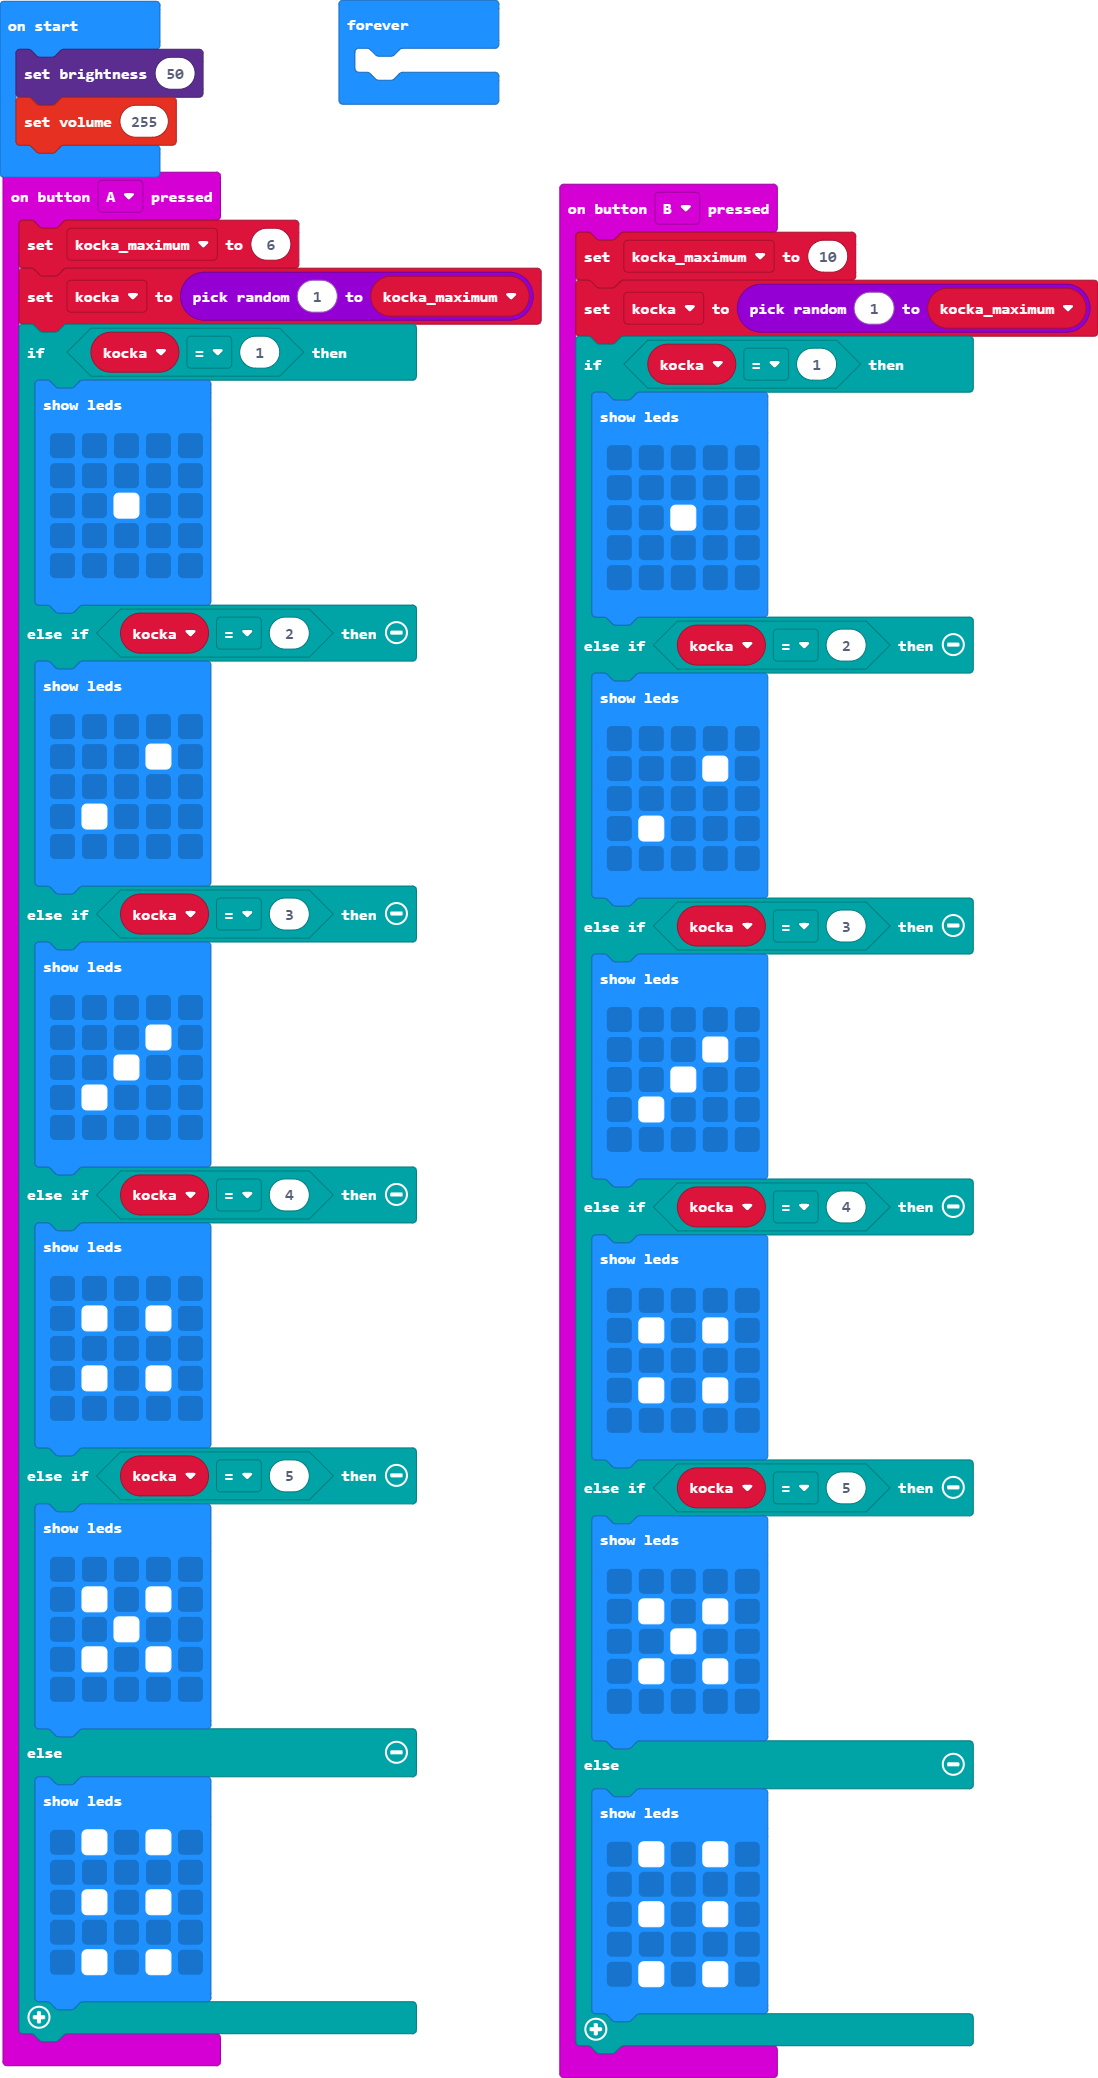 on start
set brightness 50
set volume 255
forever
on button A pressed
set kocka_maximum to 6
set kocka to pick random 1 to kocka_maximum
if kocka = 1 then
show leds
else if kocka = 2 then
show leds
else if kocka = 3 then
show leds
else if kocka = 4 then
show leds
else if kocka = 5 then
show leds
else
show leds
on button B pressed
set kocka_maximum to 10
set kocka to pick random 1 to kocka_maximum
if kocka = 1 then
show leds
else if kocka = 2 then
show leds
else if kocka = 3 then
show leds
else if kocka = 4 then
show leds
else if kocka = 5 then
show leds
else
show leds